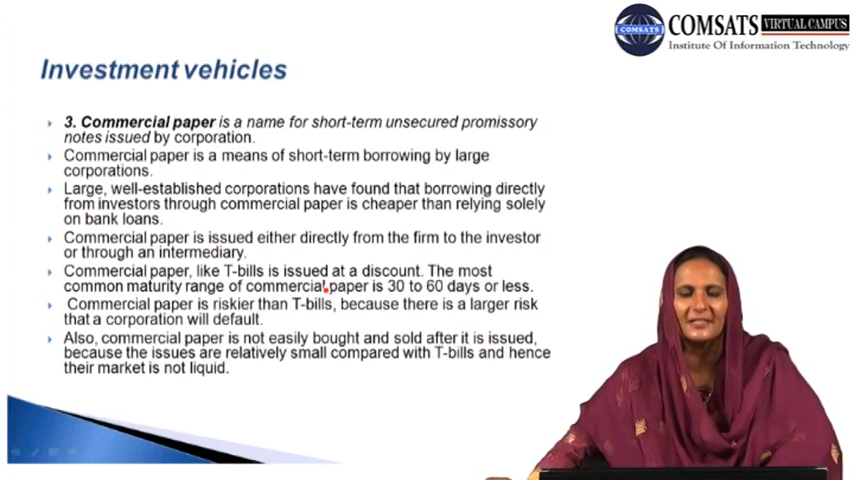 COMSATS VIRTUAL CAMPUS
Institute Of Information Technology
COMSATS
Investment vehicles
3. Commercial paper is a name for short-term unsecured promissory
notes issued by corporation.
Commercial paper is a means of short-term borrowing by large
corporations.
Large, well-established corporations have found that borrowing directly
from investors through commercial paper is cheaper than relying solely
on bank loans.
Commercial paper is issued either directly from the firm to the investor
or through an intermediary.
Commercial paper, like T-bills is issued at a discount. The most
common maturity range of commercial paper is 30 to 60 days or less.
Commercial paper is riskier than T-bills, because there is a larger risk
that a corporation will default.
Also, commercial paper is not easily bought and sold after it is issued,
because the issues are relatively small compared with T-bills and hence
their market is not liquid.